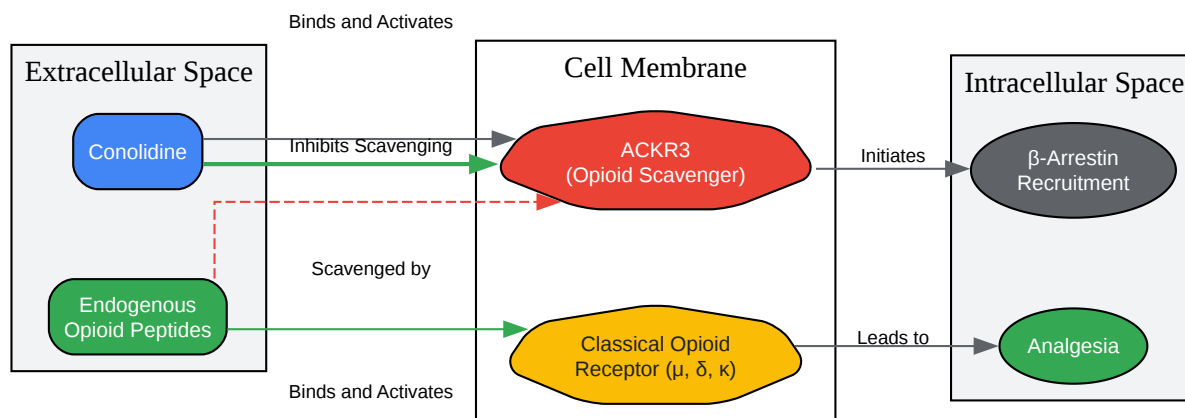 Binds and Activates
Extracellular Space
Cell Membrane
Intracellular Space
Conolidine
Inhibits Scavenging
ACKR3
(Opioid Scavenger)
Initiates
β-Arrestin
Recruitment
Scavenged by
Endogenous
Opioid Peptides
Classical Opioid
Receptor (μ, δ, κ)
Leads to
Analgesia
Binds and Activates